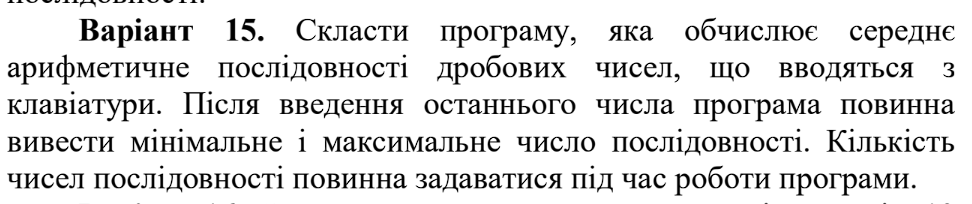 Варіант 15. Скласти програму, яка обчислює середнє
арифметичне послідовності дробових чисел, що вводяться з
клавіатури. Після введення останнього числа програма повинна
вивести мінімальне і максимальне число послідовності. Кількість
чисел послідовності повинна задаватися під час роботи програми.